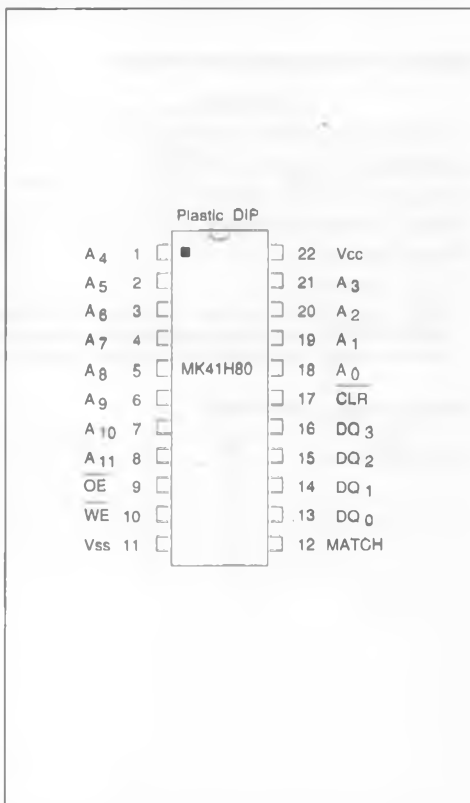 Plastic DIP
A4 1 22 Vcc
A5 2 21 A3
A6 3 20 A2
A7 4 19 A1
A8 5 MK41H80 18 A0
A9 6 17 CLR
A10 7 16 DQ3
A11 8 15 DQ2
OE 9 14 DQ1
WE 10 13 DQ0
Vss 11 12 MATCH